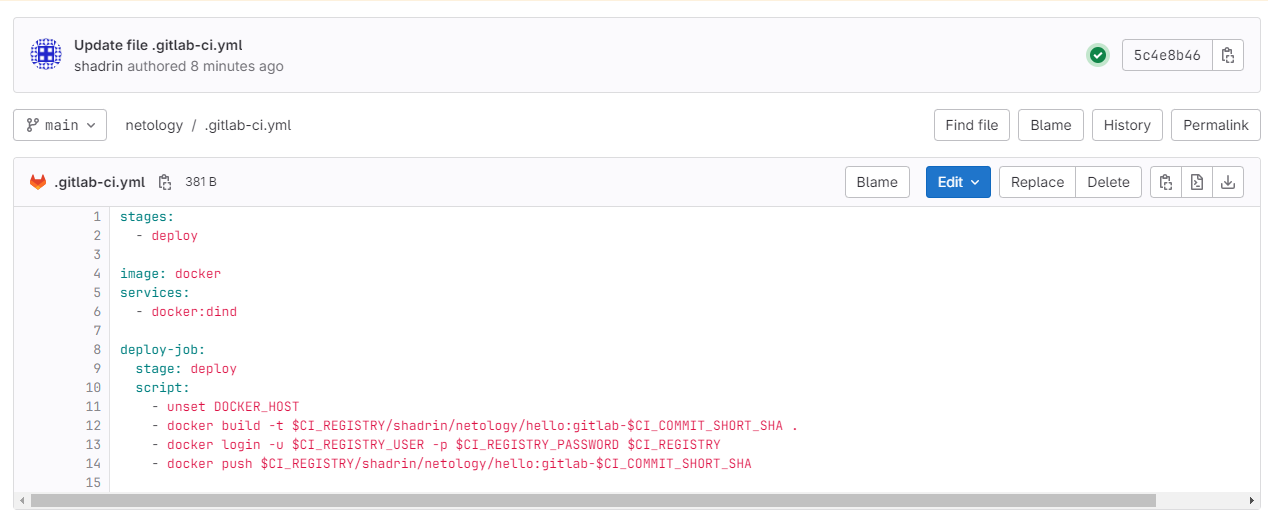 Update file .gitlab-ci.yml
shadrin authored 8 minutes ago
5c4e8b46
main
netology / .gitlab-ci.yml
Find file
Blame
History
Permalink
.gitlab-ci.yml
381 B
Blame
Edit
Replace
Delete
1 stages:
2   - deploy
3
4 image: docker
5 services:
6   - docker:dind
7
8 deploy-job:
9   stage: deploy
10   script:
11     - unset DOCKER_HOST
12     - docker build -t $CI_REGISTRY/shadrin/netology/hello:gitlab-$CI_COMMIT_SHORT_SHA .
13     - docker login -u $CI_REGISTRY_USER -p $CI_REGISTRY_PASSWORD $CI_REGISTRY
14     - docker push $CI_REGISTRY/shadrin/netology/hello:gitlab-$CI_COMMIT_SHORT_SHA
15